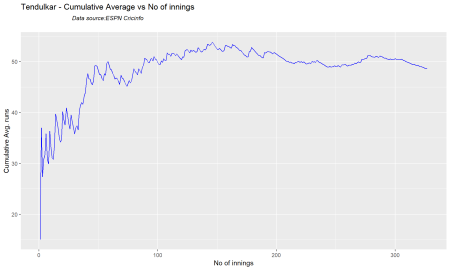 Tendulkar - Cumulative Average vs No of innings
Data source:ESPN Cricinfo
Cumulative Avg. runs
50
40
30
20
0
100
200
300
No of innings